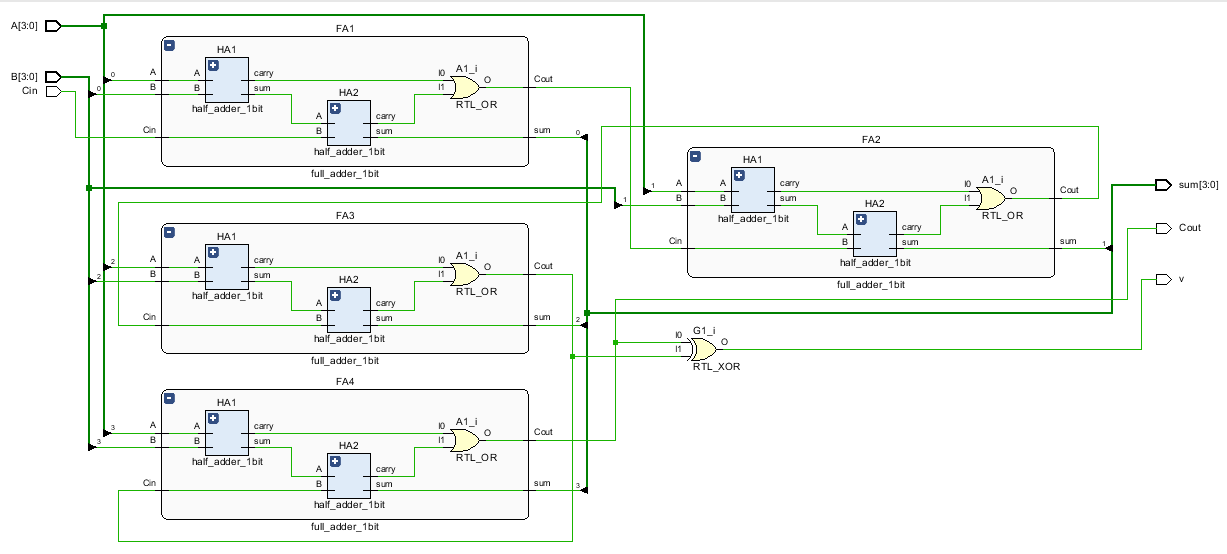 A[3:0]
B[3:0]
Cin
FA1
HA1
A
B
0
0
A
B
carry
sum
half_adder_1bit
HA2
A
B
carry
sum
half_adder_1bit
I0
I1
A1_i
O
RTL_OR
Cout
Cin
sum
0
full_adder_1bit
FA2
HA1
1
1
A
B
A
B
carry
sum
half_adder_1bit
HA2
A
B
carry
sum
half_adder_1bit
I0
I1
A1_i
O
RTL_OR
Cout
Cin
sum
1
full_adder_1bit
sum[3:0]
Cout
v
FA3
HA1
2
2
A
B
A
B
carry
sum
half_adder_1bit
HA2
A
B
carry
sum
half_adder_1bit
I0
I1
A1_i
O
RTL_OR
Cout
Cin
sum
2
full_adder_1bit
G1_i
I0
I1
O
RTL_XOR
FA4
HA1
3
3
A
B
A
B
carry
sum
half_adder_1bit
HA2
A
B
carry
sum
half_adder_1bit
I0
I1
A1_i
O
RTL_OR
Cout
Cin
sum
3
full_adder_1bit